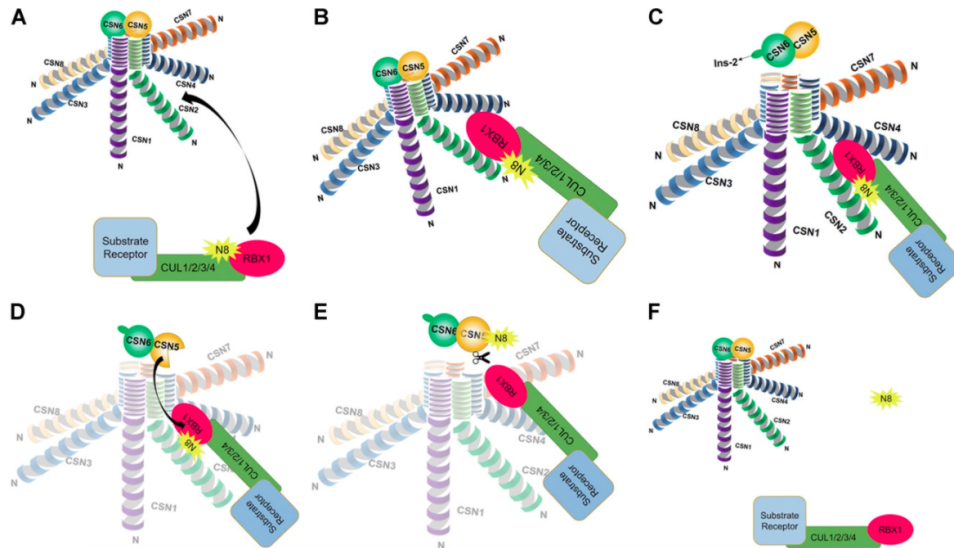 A
CSN6
CSN5
CSN7
N
CSN8
N
CSN4
N
CSN3
N
CSN2
N
CSN1
N
Substrate
Receptor
N8
RBX1
CUL1/2/3/4
B
CSN6
CSN5
CSN7
N
N
CSN8
N
RBX1
CSN3
N
N8
N
CUL1/2/3/4
CSN1
N
Substrate
Receptor
C
CSN6
CSN5
Ins-2*
CSN7
N
CSN8
N
CSN4
N
RBX1
CSN3
N
N8
CUL1/2/3/4
CSN2
N
CSN1
N
Substrate
Receptor
D
CSN6
CSN5
CSN7
N
CSN8
N
RBX1
N8
CSN3
N
CUL1/2/3/4
N
CSN1
N
Substrate
Receptor
E
CSN6
CSN5
N8
CSN7
N
CSN8
N
RBX1
CSN4
N
CSN3
N
CUL1/2/3/4
CSN2
CSN1
N
Substrate
Receptor
F
CSN6
CSN5
CSN7
N
CSN8
N
CSN4
N
CSN3
N
CSN2
N
CSN1
N
N8
Substrate
Receptor
CUL1/2/3/4
RBX1